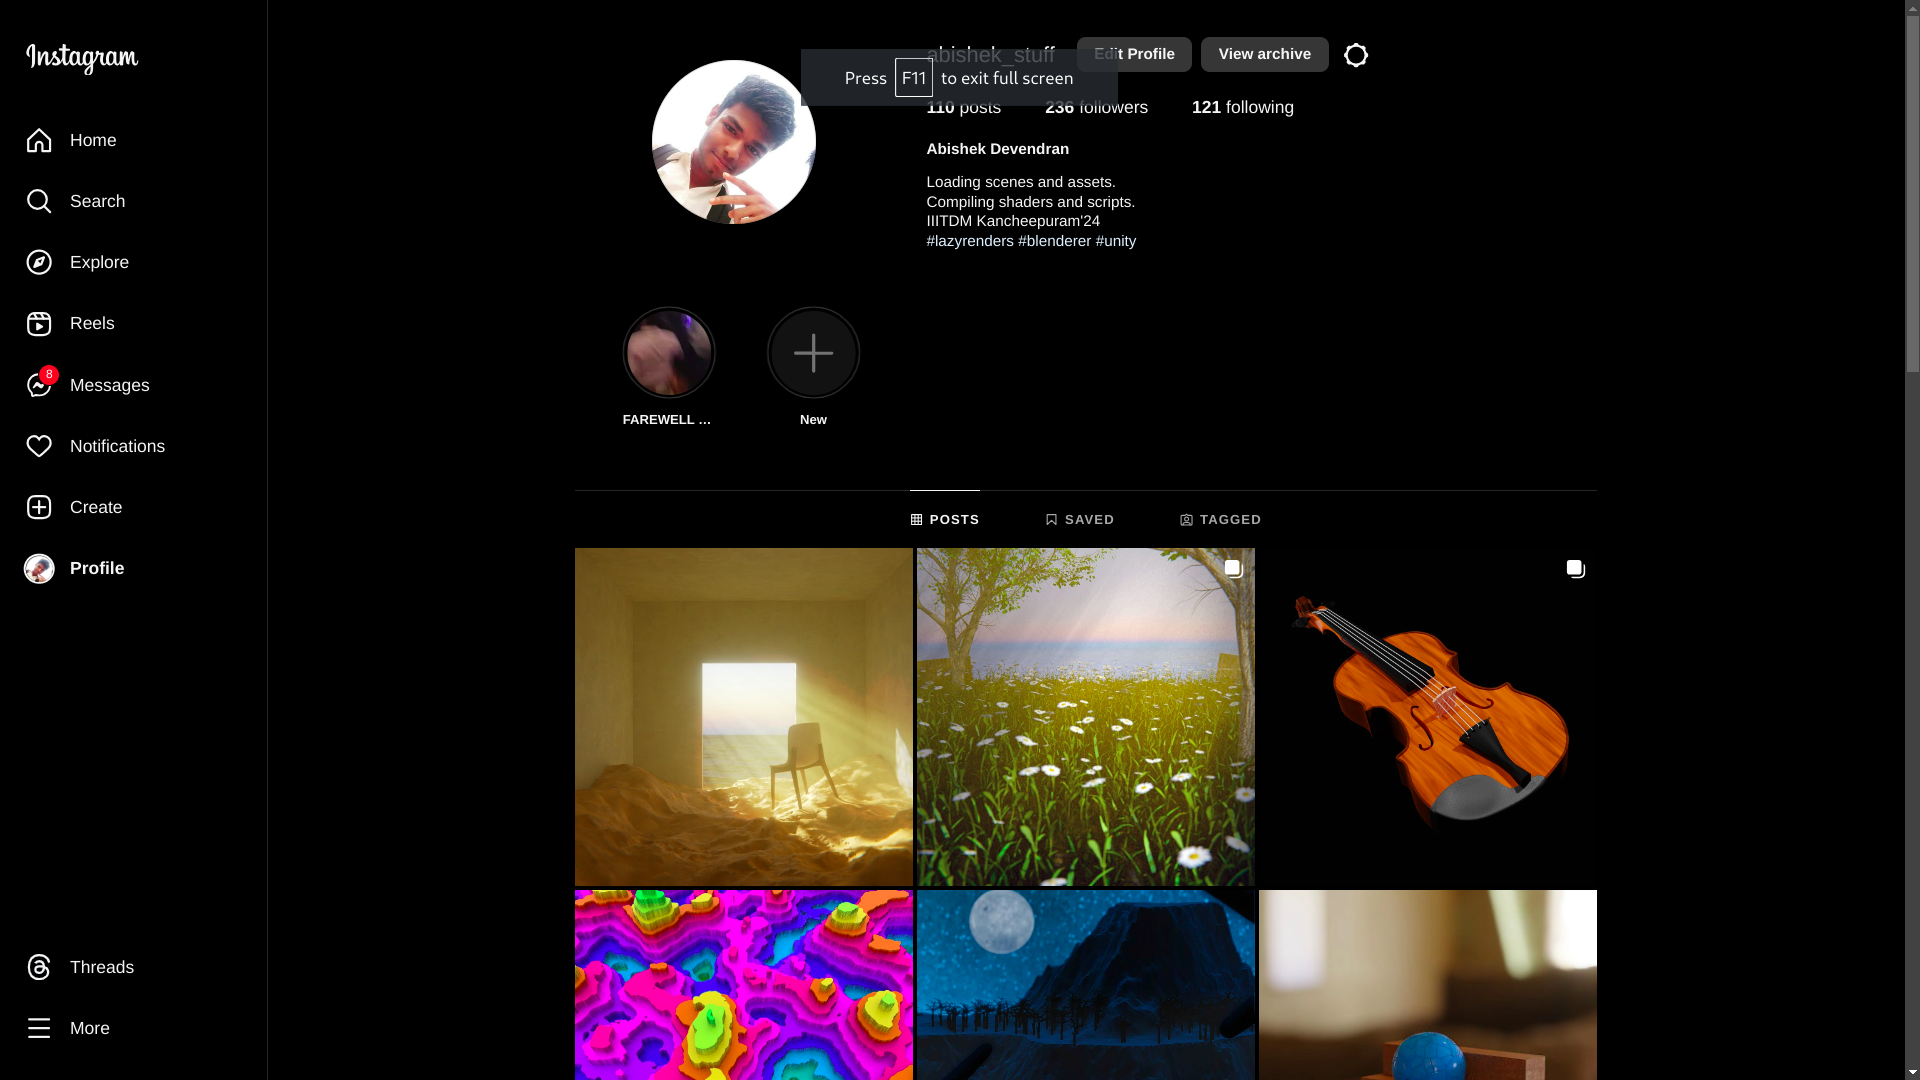 Instagram
Home
Search
Explore
Reels
8
Messages
Notifications
Create
Profile
Threads
More
abishek_stuff
Edit Profile
View archive
Press F11 to exit full screen
110 posts
236 followers
121 following
Abishek Devendran
Loading scenes and assets.
Compiling shaders and scripts.
IIITDM Kancheepuram'24
#lazyrenders #blenderer #unity
FAREWELL ...
New
POSTS
SAVED
TAGGED